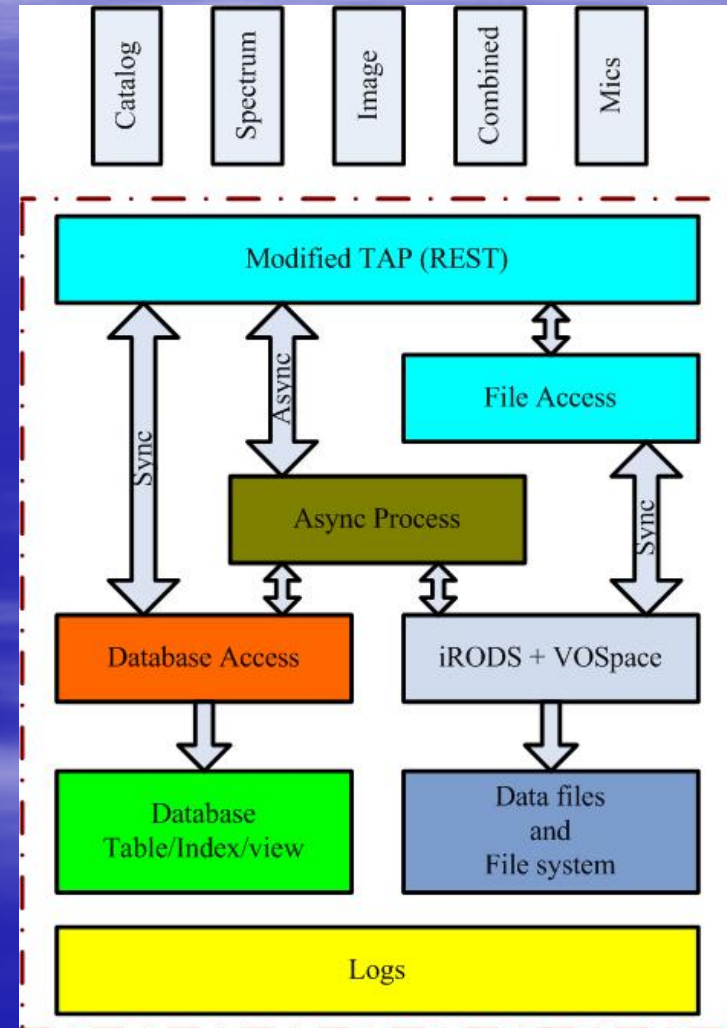 Catalog
Spectrum
Image
Combined
Mics
Modified TAP (REST)
Sync
Async
File Access
Async Process
Sync
Database Access
iRODS + VOSpace
Database
Table/Index/view
Data files
and
File system
Logs